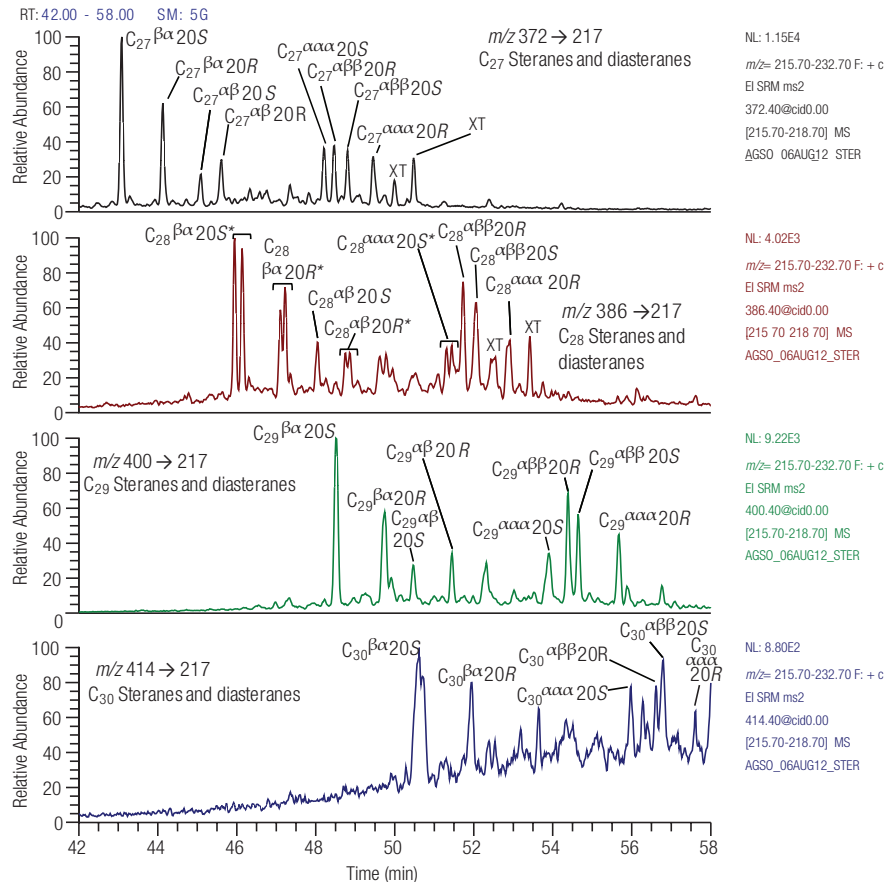 RT: 42.00 - 58.00 SM: 5G
Relative Abundance
100
80
60
40
20
0
C27 βα 20S
C27 βα 20R
C27 αβ 20S
C27 αβ 20R
C27 ααα 20S
C27 αββ 20R
C27 αββ 20S
C27 ααα 20R
XT
XT
m/z 372 → 217
C27 Steranes and diasteranes
NL: 1.15E4
m/z= 215.70-232.70 F: + c
EI SRM ms2
372.40@cid0.00
[215.70-218.70] MS
AGSO_06AUG12_STER
Relative Abundance
100
80
60
40
20
0
C28 βα 20S*
C28
βα 20R*
C28 αβ 20S
C28 αβ 20R*
C28 ααα 20S*
C28 αββ 20R
C28 αββ 20S
C28 ααα 20R
XT
XT
m/z 386 → 217
C28 Steranes and
diasteranes
NL: 4.02E3
m/z= 215.70-232.70 F: + c
EI SRM ms2
386.40@cid0.00
[215 70 218 70] MS
AGSO_06AUG12_STER
Relative Abundance
100
80
60
40
20
0
m/z 400 → 217
C29 Steranes and diasteranes
C29 βα 20S
C29 βα 20R
C29 αβ
20S
C29 αβ 20 R
C29 ααα 20S
C29 αββ 20R
C29 αββ 20S
C29 ααα 20R
NL: 9.22E3
m/z= 215.70-232.70 F: + c
EI SRM ms2
400.40@cid0.00
[215.70-218.70] MS
AGSO_06AUG12_STER
Relative Abundance
100
80
60
40
20
0
m/z 414 → 217
C30 Steranes and diasteranes
C30 βα 20S
C30 βα 20R
C30 αββ 20R
C30 ααα 20S
C30 αββ 20S
C30
ααα
20R
NL: 8.80E2
m/z= 215.70-232.70 F: + c
EI SRM ms2
414.40@cid0.00
[215.70-218.70] MS
AGSO_06AUG12_STER
42 44 46 48 50 52 54 56 58
Time (min)